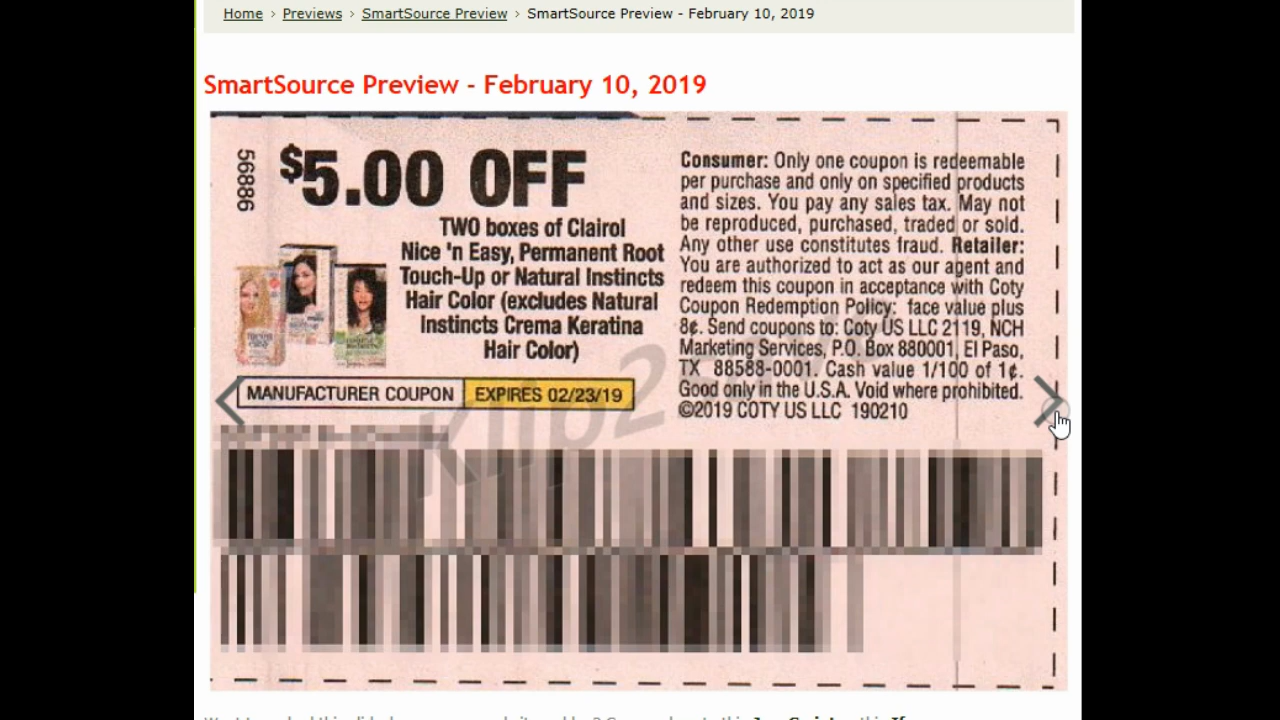 Home > Previews > SmartSource Preview > SmartSource Preview - February 10, 2019
SmartSource Preview - February 10, 2019
56886
$5.00 OFF
TWO boxes of Clairol
Nice 'n Easy, Permanent Root
Touch-Up or Natural Instincts
Hair Color (excludes Natural
Instincts Crema Keratina
Hair Color)
MANUFACTURER COUPON
EXPIRES 02/23/19
Consumer: Only one coupon is redeemable
per purchase and only on specified products
and sizes. You pay any sales tax. May not
be reproduced, purchased, traded or sold.
Any other use constitutes fraud. Retailer:
You are authorized to act as our agent and
redeem this coupon in acceptance with Coty
Coupon Redemption Policy: face value plus
8¢. Send coupons to: Coty US LLC 2119, NCH
Marketing Services, P.O. Box 880001, El Paso,
TX 88588-0001. Cash value 1/100 of 1¢.
Good only in the U.S.A. Void where prohibited.
©2019 COTY US LLC 190210